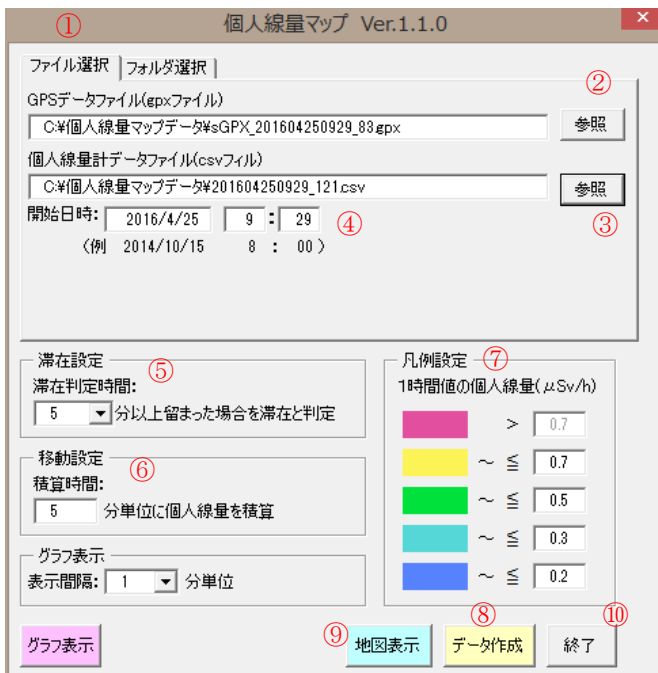 ① 個人線量マップ Ver.1.1.0 ×
ファイル選択 フォルダ選択
②
GPSデータファイル(gpxファイル)
C:¥個人線量マップデータ¥sGPX_201604250929_83.gpx 参照
個人線量計データファイル(csvフィル)
C:¥個人線量マップデータ¥201604250929_121.csv 参照
開始日時: 2016/4/25 9 : 29 ④ ③
(例 2014/10/15 8 : 00)
滞在設定 ⑤
滞在判定時間:
5 分以上留まった場合を滞在と判定
移動設定 ⑥
積算時間:
5 分単位に個人線量を積算
グラフ表示
表示間隔: 1 分単位
凡例設定 ⑦
1時間値の個人線量(μSv/h)
> 0.7
～ ≦ 0.7
～ ≦ 0.5
～ ≦ 0.3
～ ≦ 0.2
グラフ表示 ⑨ 地図表示 ⑧ データ作成 ⑩ 終了